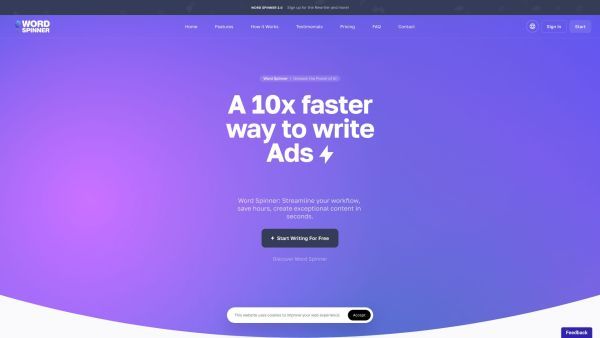 WORD SPINNER 2.0 Sign up for the New tier and more!
WORD
SPINNER
Home Features How it Works Testimonials Pricing FAQ Contact Sign In Start
Word Spinner | Unleash the Power of AI
A 10x faster
way to write
Ads
Word Spinner: Streamline your workflow,
save hours, create exceptional content in
seconds.
Start Writing For Free
Discover Word Spinner
This website uses cookies to improve your web experience. Accept
Feedback